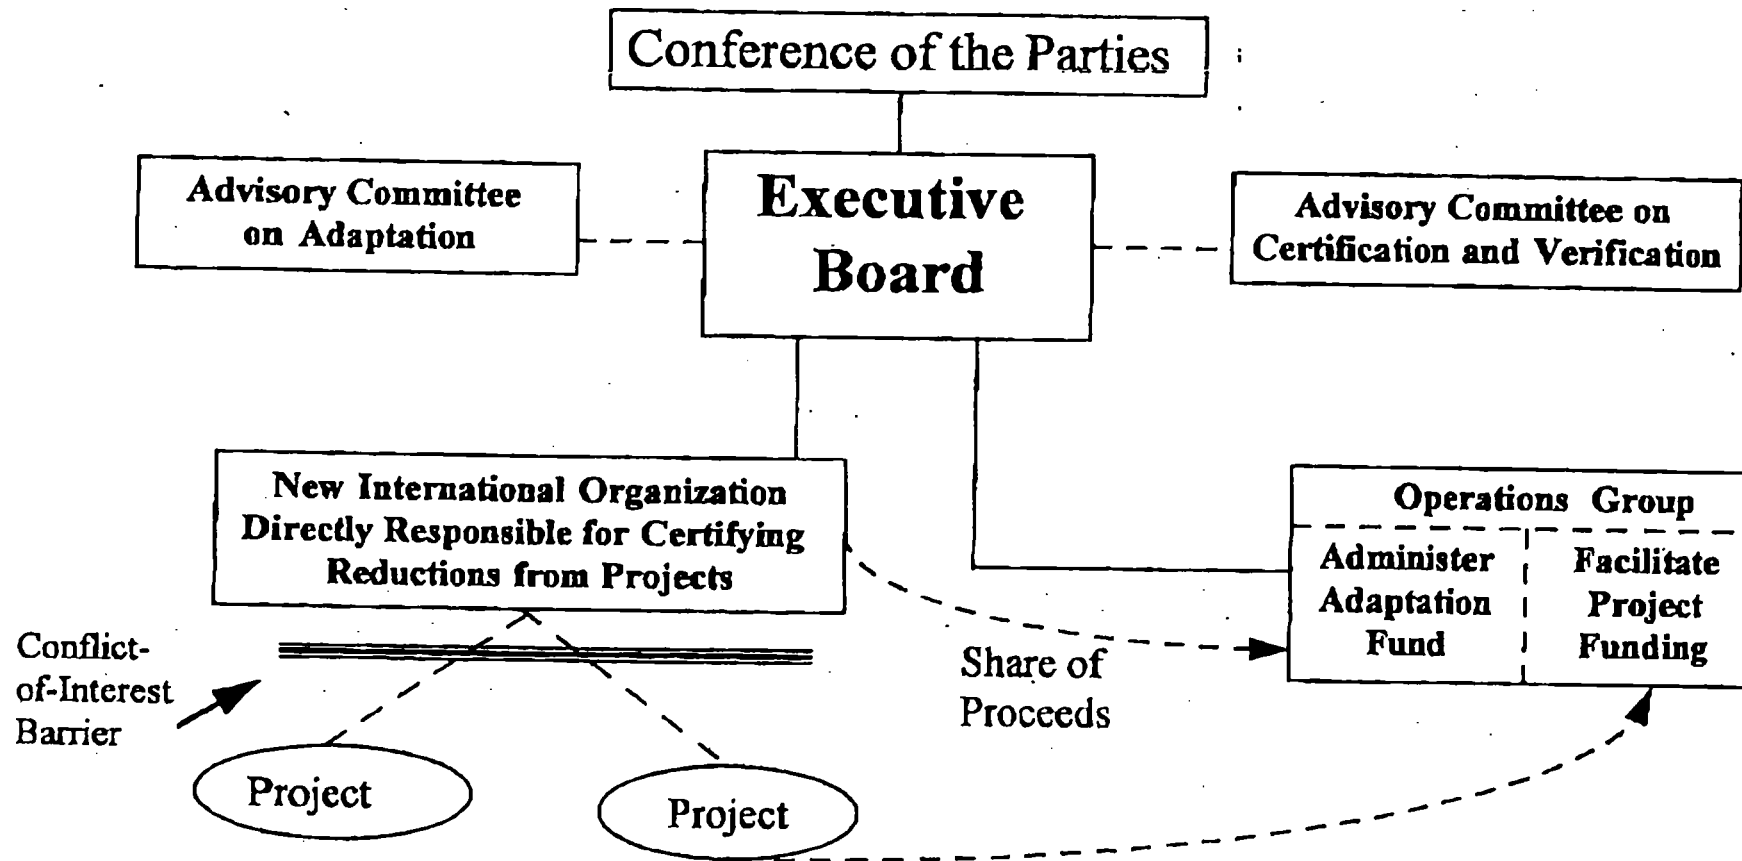 Conference of the Parties
Advisory Committee
on Adaptation
Executive
Board
Advisory Committee on
Certification and Verification
New International Organization
Directly Responsible for Certifying
Reductions from Projects
Operations Group
Administer
Adaptation
Fund
Facilitate
Project
Funding
Conflict-
of-Interest
Barrier
Share of
Proceeds
Project
Project